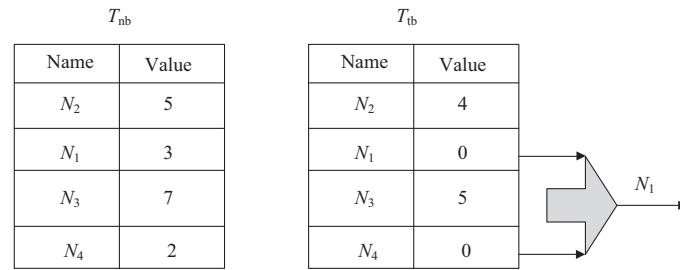 T_nb
Name Value
N_2 5
N_1 3
N_3 7
N_4 2
T_tb
Name Value
N_2 4
N_1 0
N_3 5
N_4 0
N_1